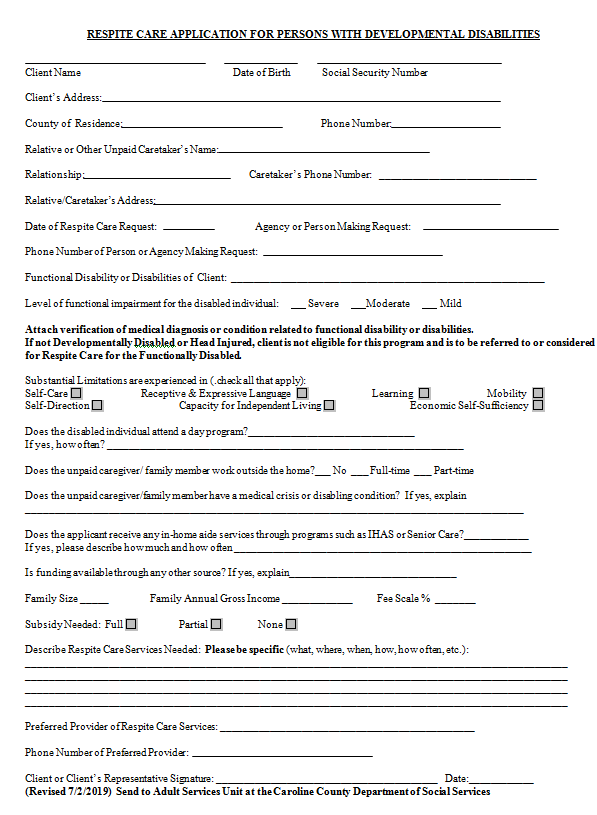 RESPITE CARE APPLICATION FOR PERSONS WITH DEVELOPMENTAL DISABILITIES
Client Name Date of Birth Social Security Number
Client's Address:
County of Residence: Phone Number:
Relative or Other Unpaid Caretaker's Name:
Relationship: Caretaker's Phone Number:
Relative/Caretaker's Address:
Date of Respite Care Request: Agency or Person Making Request:
Phone Number of Person or Agency Making Request:
Functional Disability or Disabilities of Client:
Level of functional impairment for the disabled individual: ___ Severe ___Moderate ___ Mild
Attach verification of medical diagnosis or condition related to functional disability or disabilities.
If not Developmentally Disabled or Head Injured, client is not eligible for this program and is to be referred to or considered
for Respite Care for the Functionally Disabled.
Substantial Limitations are experienced in (.check all that apply):
Self-Care Receptive & Expressive Language Learning Mobility
Self-Direction Capacity for Independent Living Economic Self-Sufficiency
Does the disabled individual attend a day program?
If yes, how often?
Does the unpaid caregiver/ family member work outside the home?___ No ___Full-time ___ Part-time
Does the unpaid caregiver/family member have a medical crisis or disabling condition? If yes, explain
Does the applicant receive any in-home aide services through programs such as IHAS or Senior Care?
If yes, please describe how much and how often
Is funding available through any other source? If yes, explain
Family Size Family Annual Gross Income Fee Scale %
Subsidy Needed: Full Partial None
Describe Respite Care Services Needed: Please be specific (what, where, when, how, how often, etc.):
Preferred Provider of Respite Care Services:
Phone Number of Preferred Provider:
Client or Client's Representative Signature: Date:
(Revised 7/2/2019) Send to Adult Services Unit at the Caroline County Department of Social Services